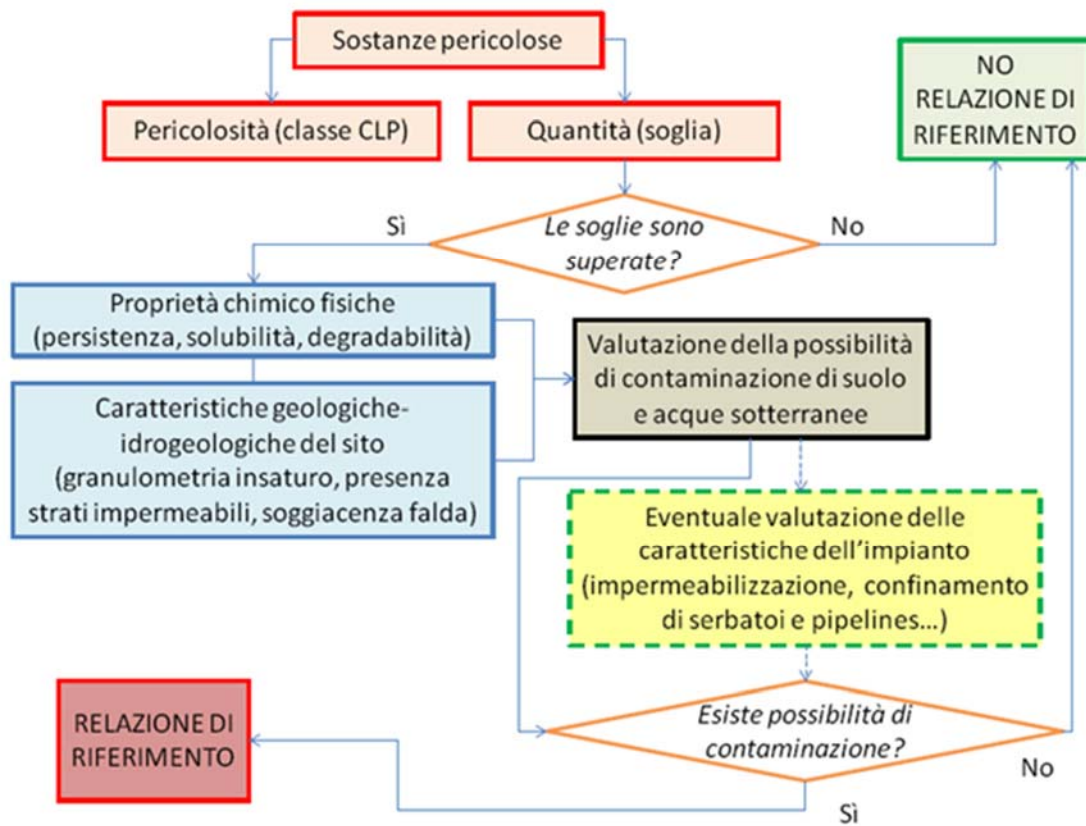 Sostanze pericolose
NO
RELAZIONE DI
RIFERIMENTO
Pericolosità (classe CLP)
Quantità (soglia)
Sì
Le soglie sono
superate?
No
Proprietà chimico fisiche
(persistenza, solubilità, degradabilità)
Valutazione della possibilità
di contaminazione di suolo
e acque sotterranee
Caratteristiche geologiche-
idrogeologiche del sito
(granulometria insaturo, presenza
strati impermeabili, soggiacenza falda)
Eventuale valutazione delle
caratteristiche dell'impianto
(impermeabilizzazione, confinamento
di serbatoi e pipelines…)
RELAZIONE DI
RIFERIMENTO
Esiste possibilità di
contaminazione?
No
Sì